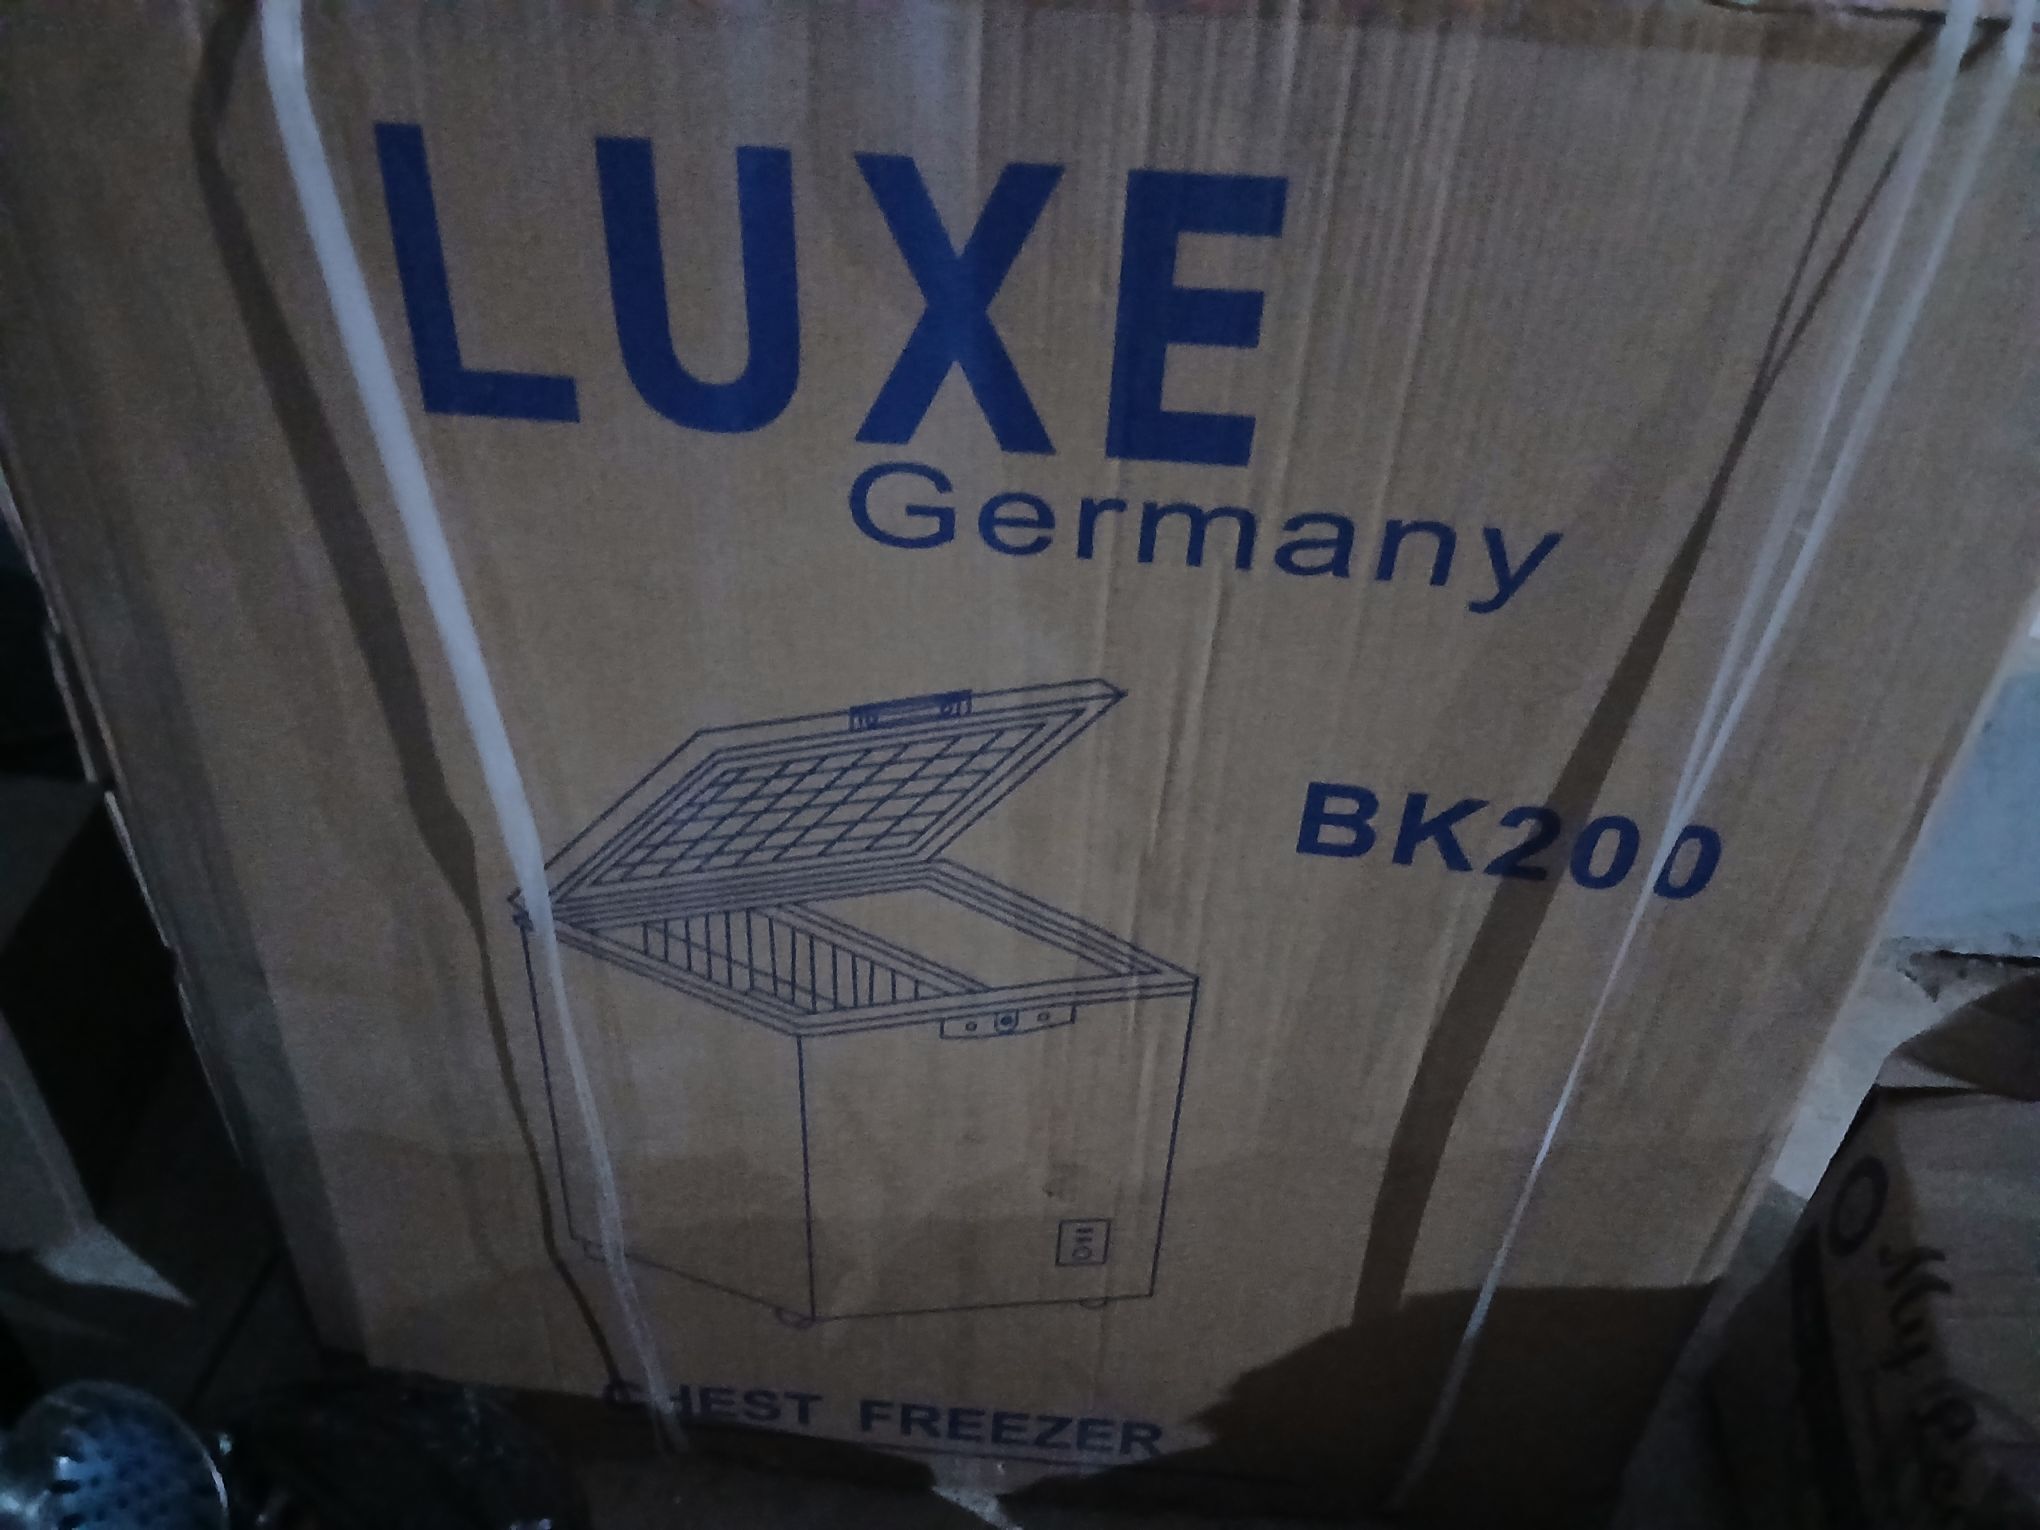 LUXE
Germany
BK200
CHEST FREEZER